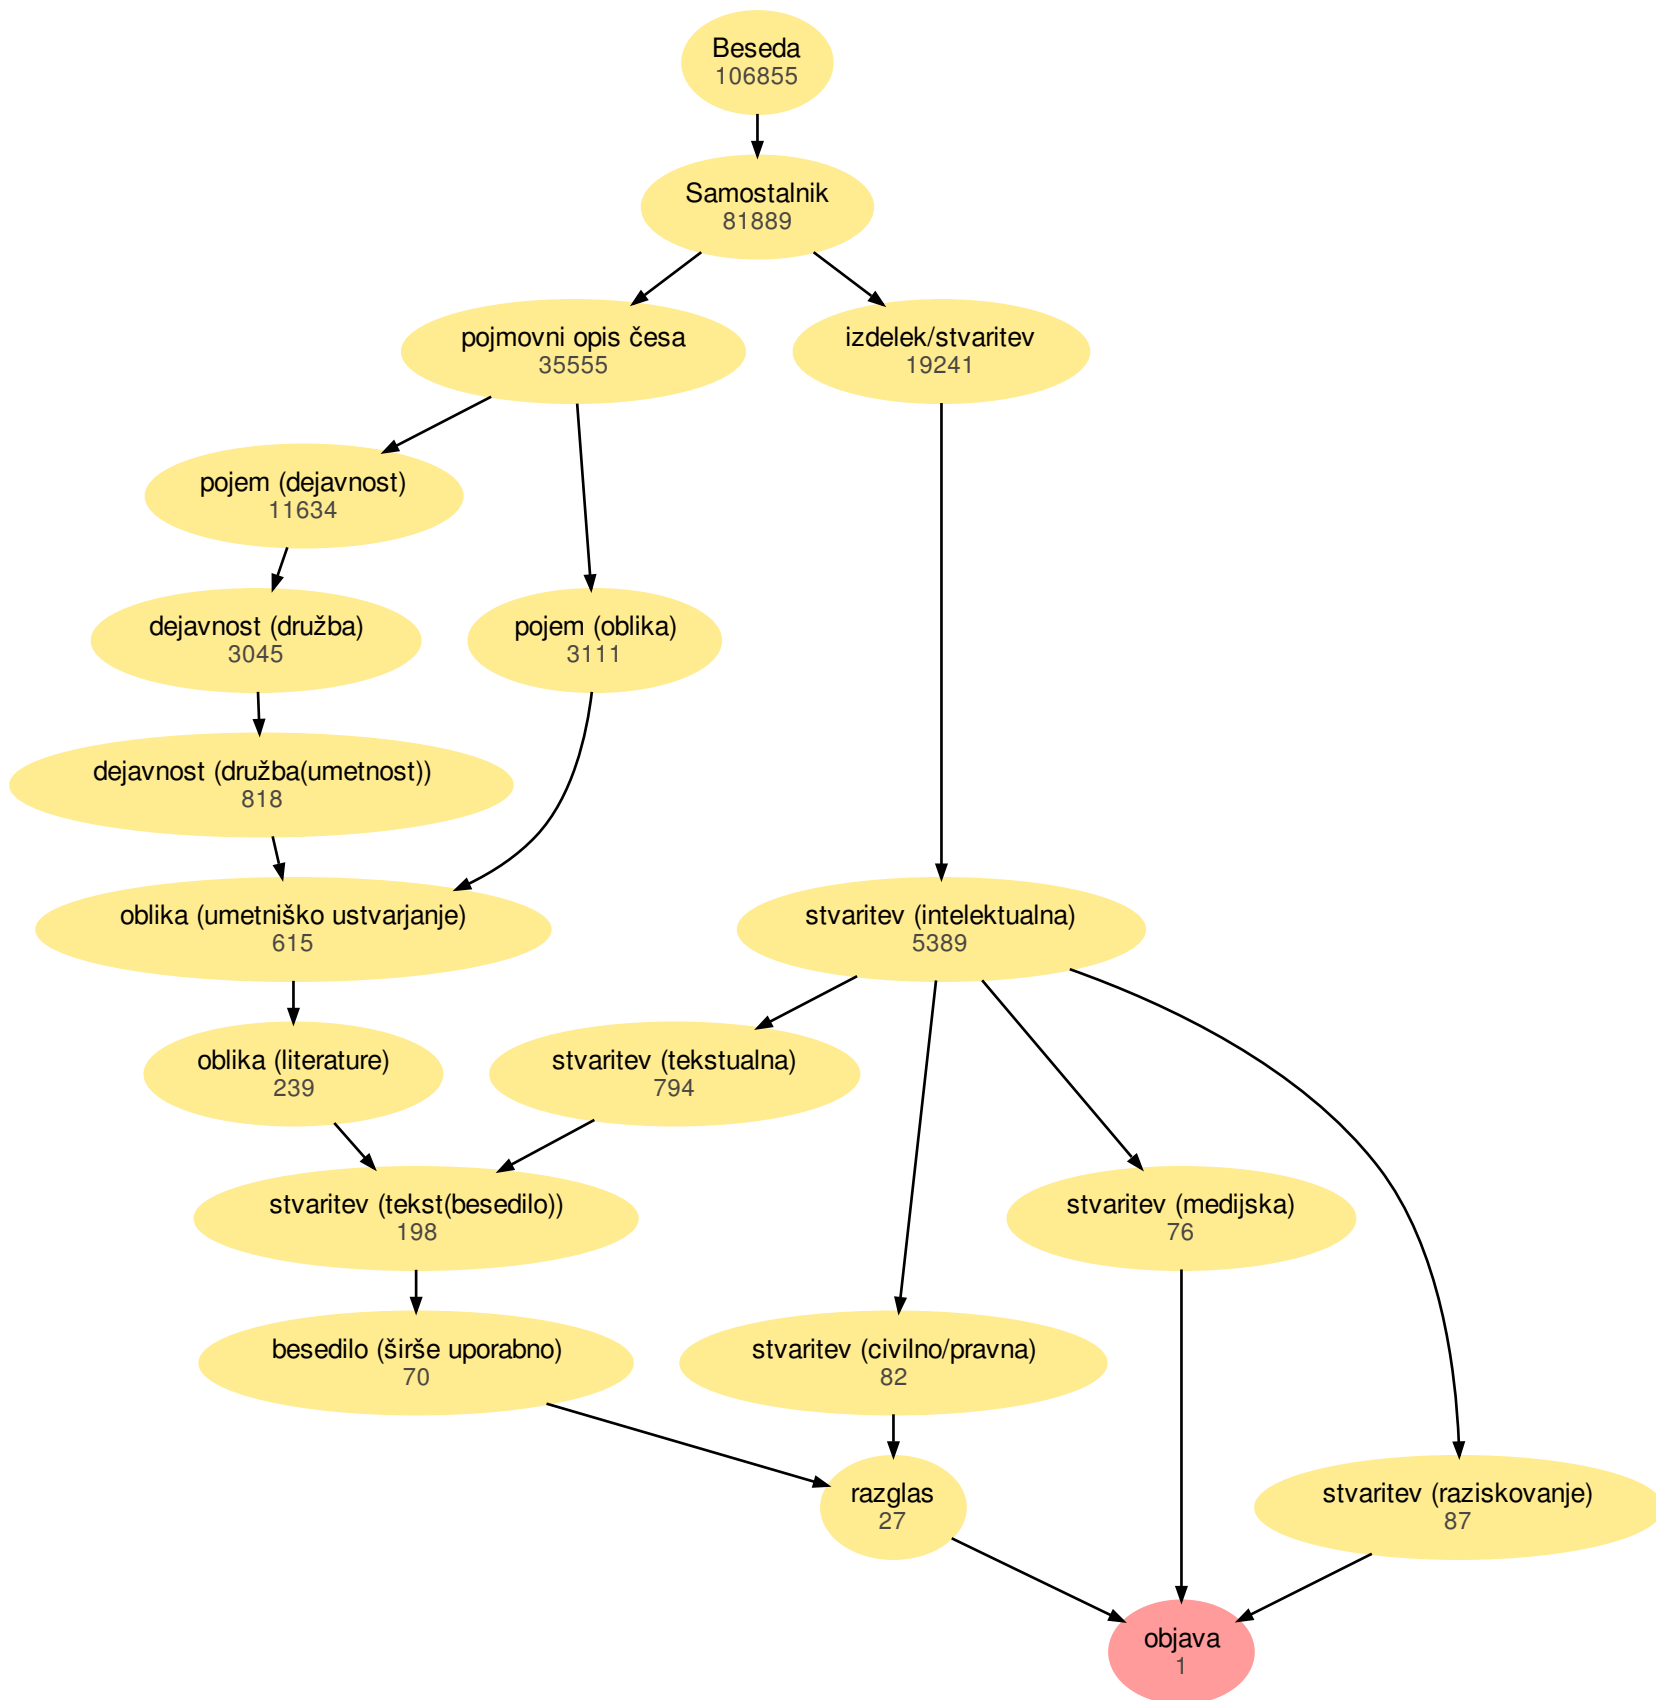 Beseda
106855
Samostalnik
81889
pojmovni opis česa
35555
izdelek/stvaritev
19241
pojem (dejavnost)
11634
dejavnost (družba)
3045
pojem (oblika)
3111
dejavnost (družba(umetnost))
818
oblika (umetniško ustvarjanje)
615
stvaritev (intelektualna)
5389
oblika (literature)
239
stvaritev (tekstualna)
794
stvaritev (tekst(besedilo))
198
stvaritev (medijska)
76
besedilo (širše uporabno)
70
stvaritev (civilno/pravna)
82
razglas
27
stvaritev (raziskovanje)
87
objava
1